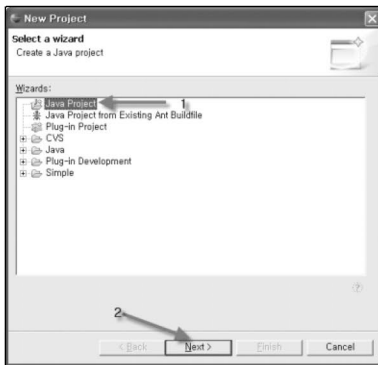 New Project
Select a wizard
Create a Java project
Wizards:
Java Project
1
Java Project from Existing Ant Buildfile
Plug-in Project
CVS
Java
Plug-in Development
Simple
2
< Back
Next >
Finish
Cancel